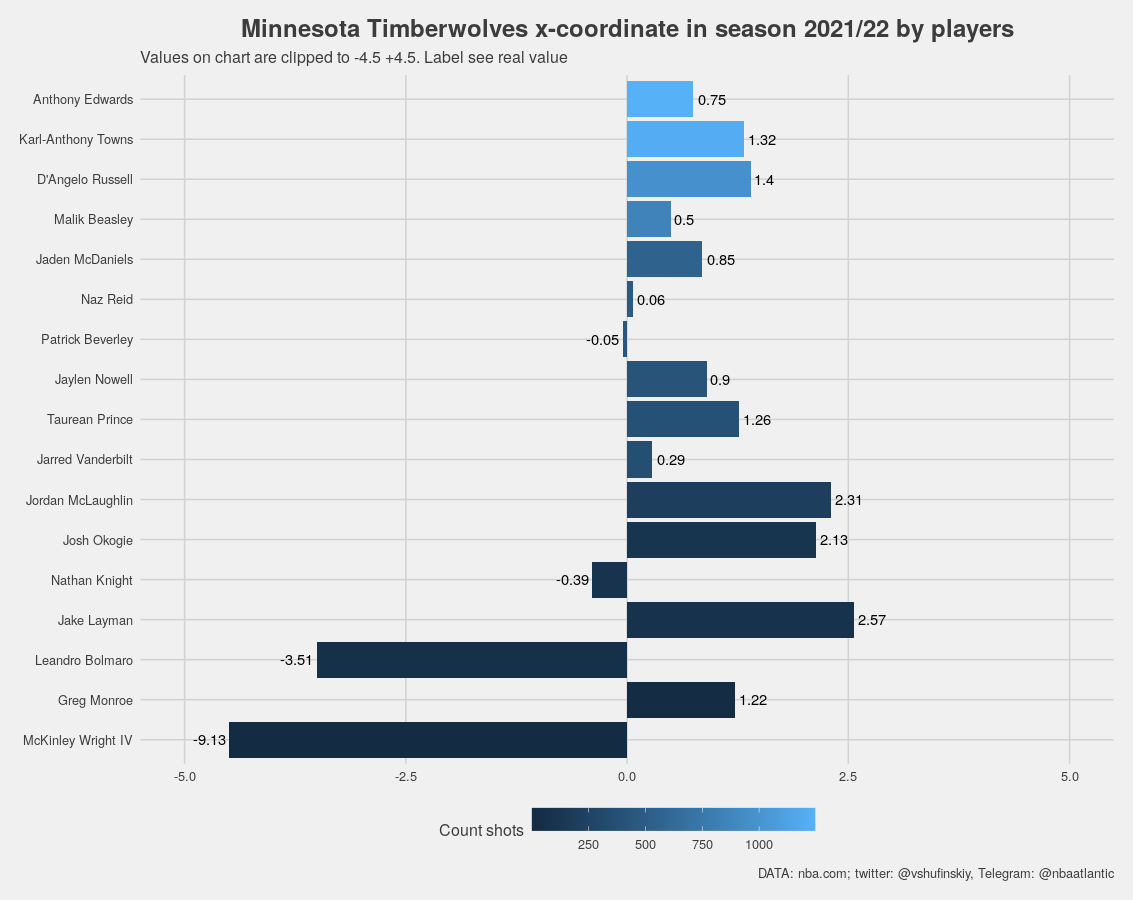 Minnesota Timberwolves x-coordinate in season 2021/22 by players
Values on chart are clipped to -4.5 +4.5. Label see real value
Anthony Edwards 0.75
Karl-Anthony Towns 1.32
D'Angelo Russell 1.4
Malik Beasley 0.5
Jaden McDaniels 0.85
Naz Reid 0.06
Patrick Beverley -0.05
Jaylen Nowell 0.9
Taurean Prince 1.26
Jarred Vanderbilt 0.29
Jordan McLaughlin 2.31
Josh Okogie 2.13
Nathan Knight -0.39
Jake Layman 2.57
Leandro Bolmaro -3.51
Greg Monroe 1.22
McKinley Wright IV -9.13
-5.0 -2.5 0.0 2.5 5.0
Count shots
250 500 750 1000
DATA: nba.com; twitter: @vshufinskiy, Telegram: @nbaatlantic